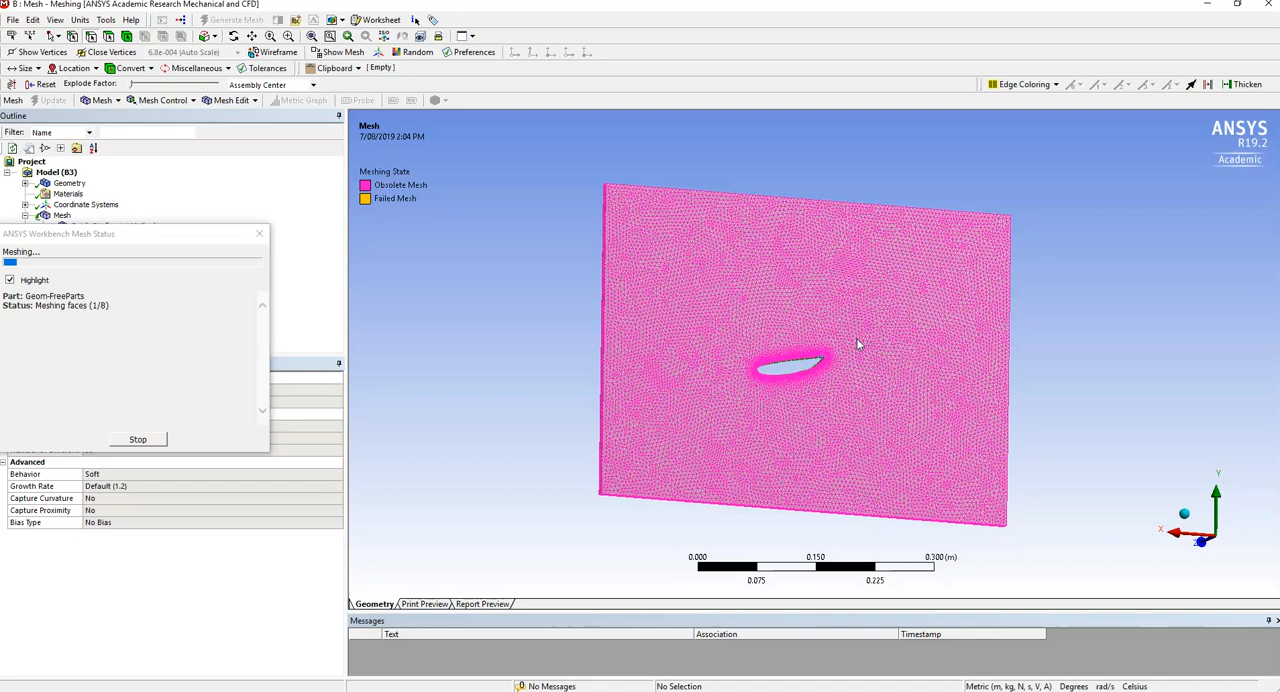 B : Mesh - Meshing [ANSYS Academic Research Mechanical and CFD]
File Edit View Units Tools Help Generate Mesh Worksheet
Show Vertices Close Vertices 6.8e-004 (Auto Scale) Wireframe Show Mesh Random Preferences
Size Location Convert Miscellaneous Tolerances Clipboard [Empty]
Reset Explode Factor: Assembly Center Edge Coloring Thicken
Mesh Update Mesh Mesh Control Mesh Edit Metric Graph Probe
Outline
Filter: Name
Project
Model (B3)
Geometry
Materials
Coordinate Systems
Mesh
ANSYS Workbench Mesh Status
Meshing...
Highlight
Part: Geom-FreeParts
Status: Meshing faces (1/8)
Stop
Advanced
Behavior Soft
Growth Rate Default (1.2)
Capture Curvature No
Capture Proximity No
Bias Type No Bias
Mesh
7/08/2019 2:04 PM
Meshing State
Obsolete Mesh
Failed Mesh
ANSYS
R19.2
Academic
Y
X
Z
0.000 0.150 0.300 (m)
0.075 0.225
Geometry Print Preview Report Preview
Messages
Text Association Timestamp
0 No Messages No Selection Metric (m, kg, N, s, V, A) Degrees rad/s Celsius